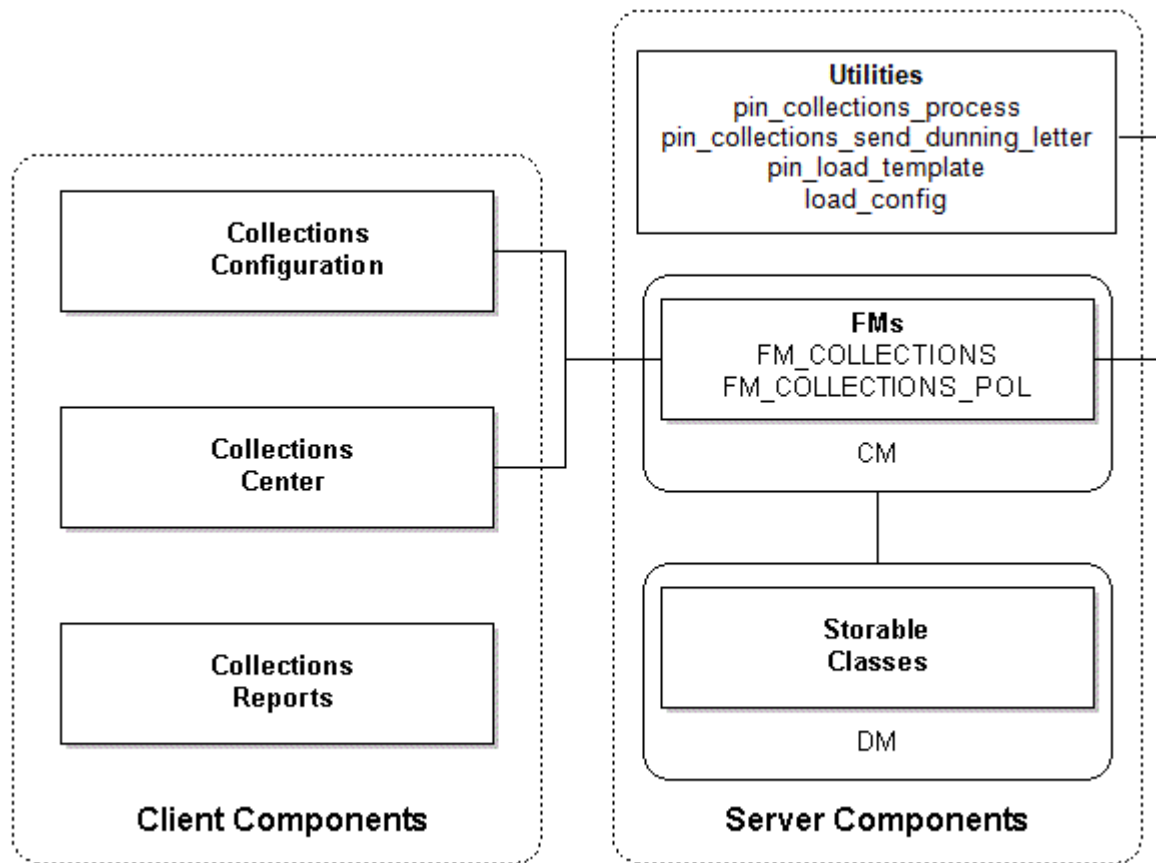 Collections
Configuration
Collections
Center
Collections
Reports
Client Components
Utilities
pin_collections_process
pin_collections_send_dunning_letter
pin_load_template
load_config
FMs
FM_COLLECTIONS
FM_COLLECTIONS_POL
CM
Storable
Classes
DM
Server Components